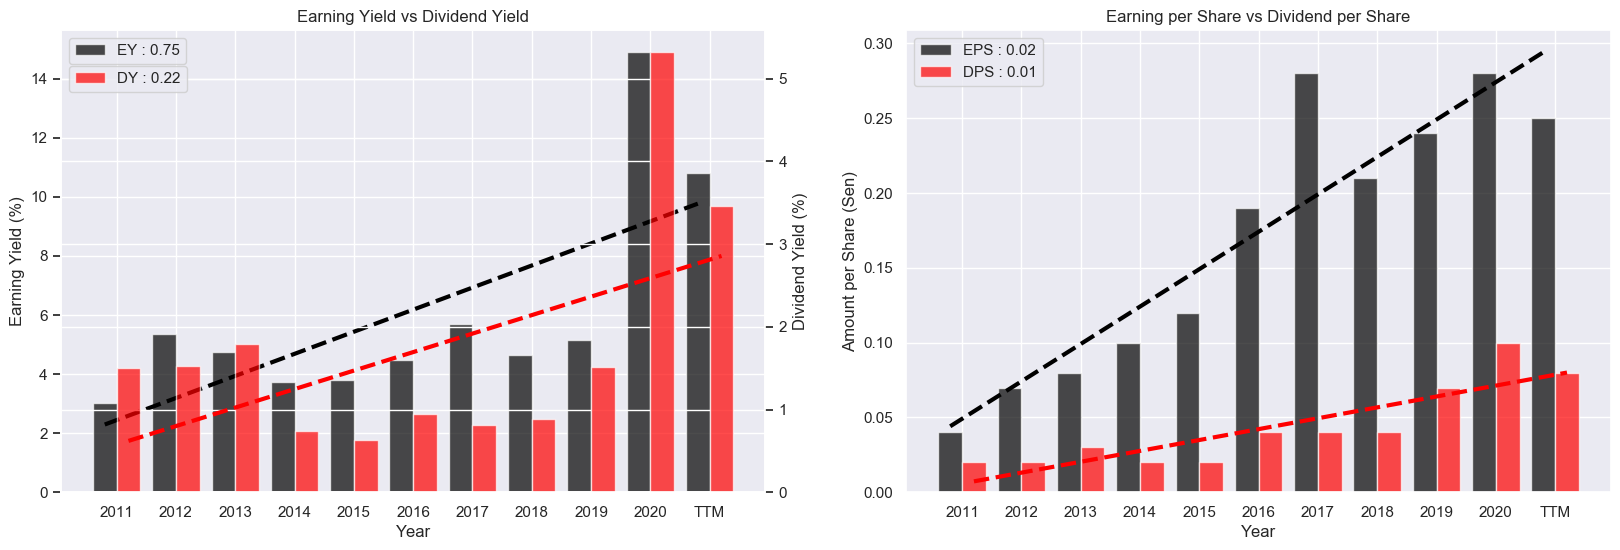 Earning Yield vs Dividend Yield
EY : 0.75
DY : 0.22
Earning Yield (%)
14
12
10
8
6
4
2
0
5
4
3
2
1
0
Dividend Yield (%)
2011 2012 2013 2014 2015 2016 2017 2018 2019 2020 TTM
Year
Earning per Share vs Dividend per Share
EPS : 0.02
DPS : 0.01
Amount per Share (Sen)
0.30
0.25
0.20
0.15
0.10
0.05
0.00
2011 2012 2013 2014 2015 2016 2017 2018 2019 2020 TTM
Year